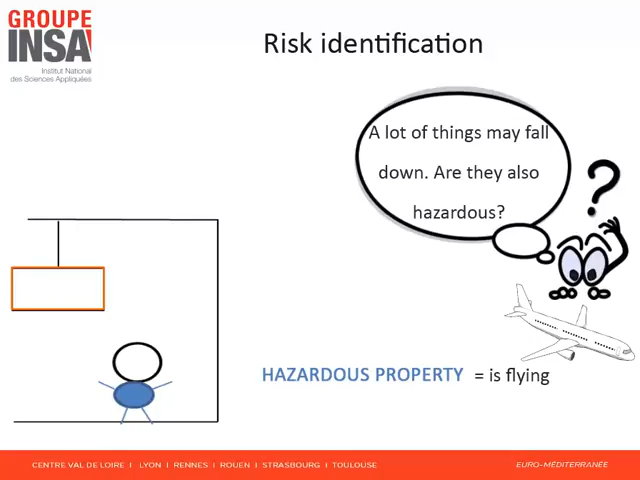 GROUPE
INSA
Institut National
des Sciences Appliquées
Risk identification
A lot of things may fall
down. Are they also
hazardous?
?
HAZARDOUS PROPERTY = is flying
CENTRE VAL DE LOIRE I LYON I RENNES I ROUEN I STRASBOURG I TOULOUSE
EURO-MÉDITERRANÉE